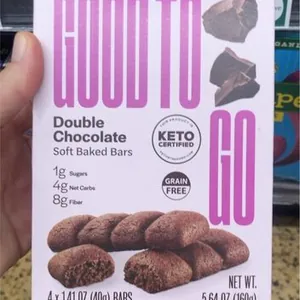 GOOD TO
GO
Double
Chocolate
Soft Baked Bars
KETO
CERTIFIED
1g Sugars
4g Net Carbs
8g Fiber
GRAIN
FREE
4 x 1.41 OZ (40g) BARS
NET WT.
5.64 OZ (160g)